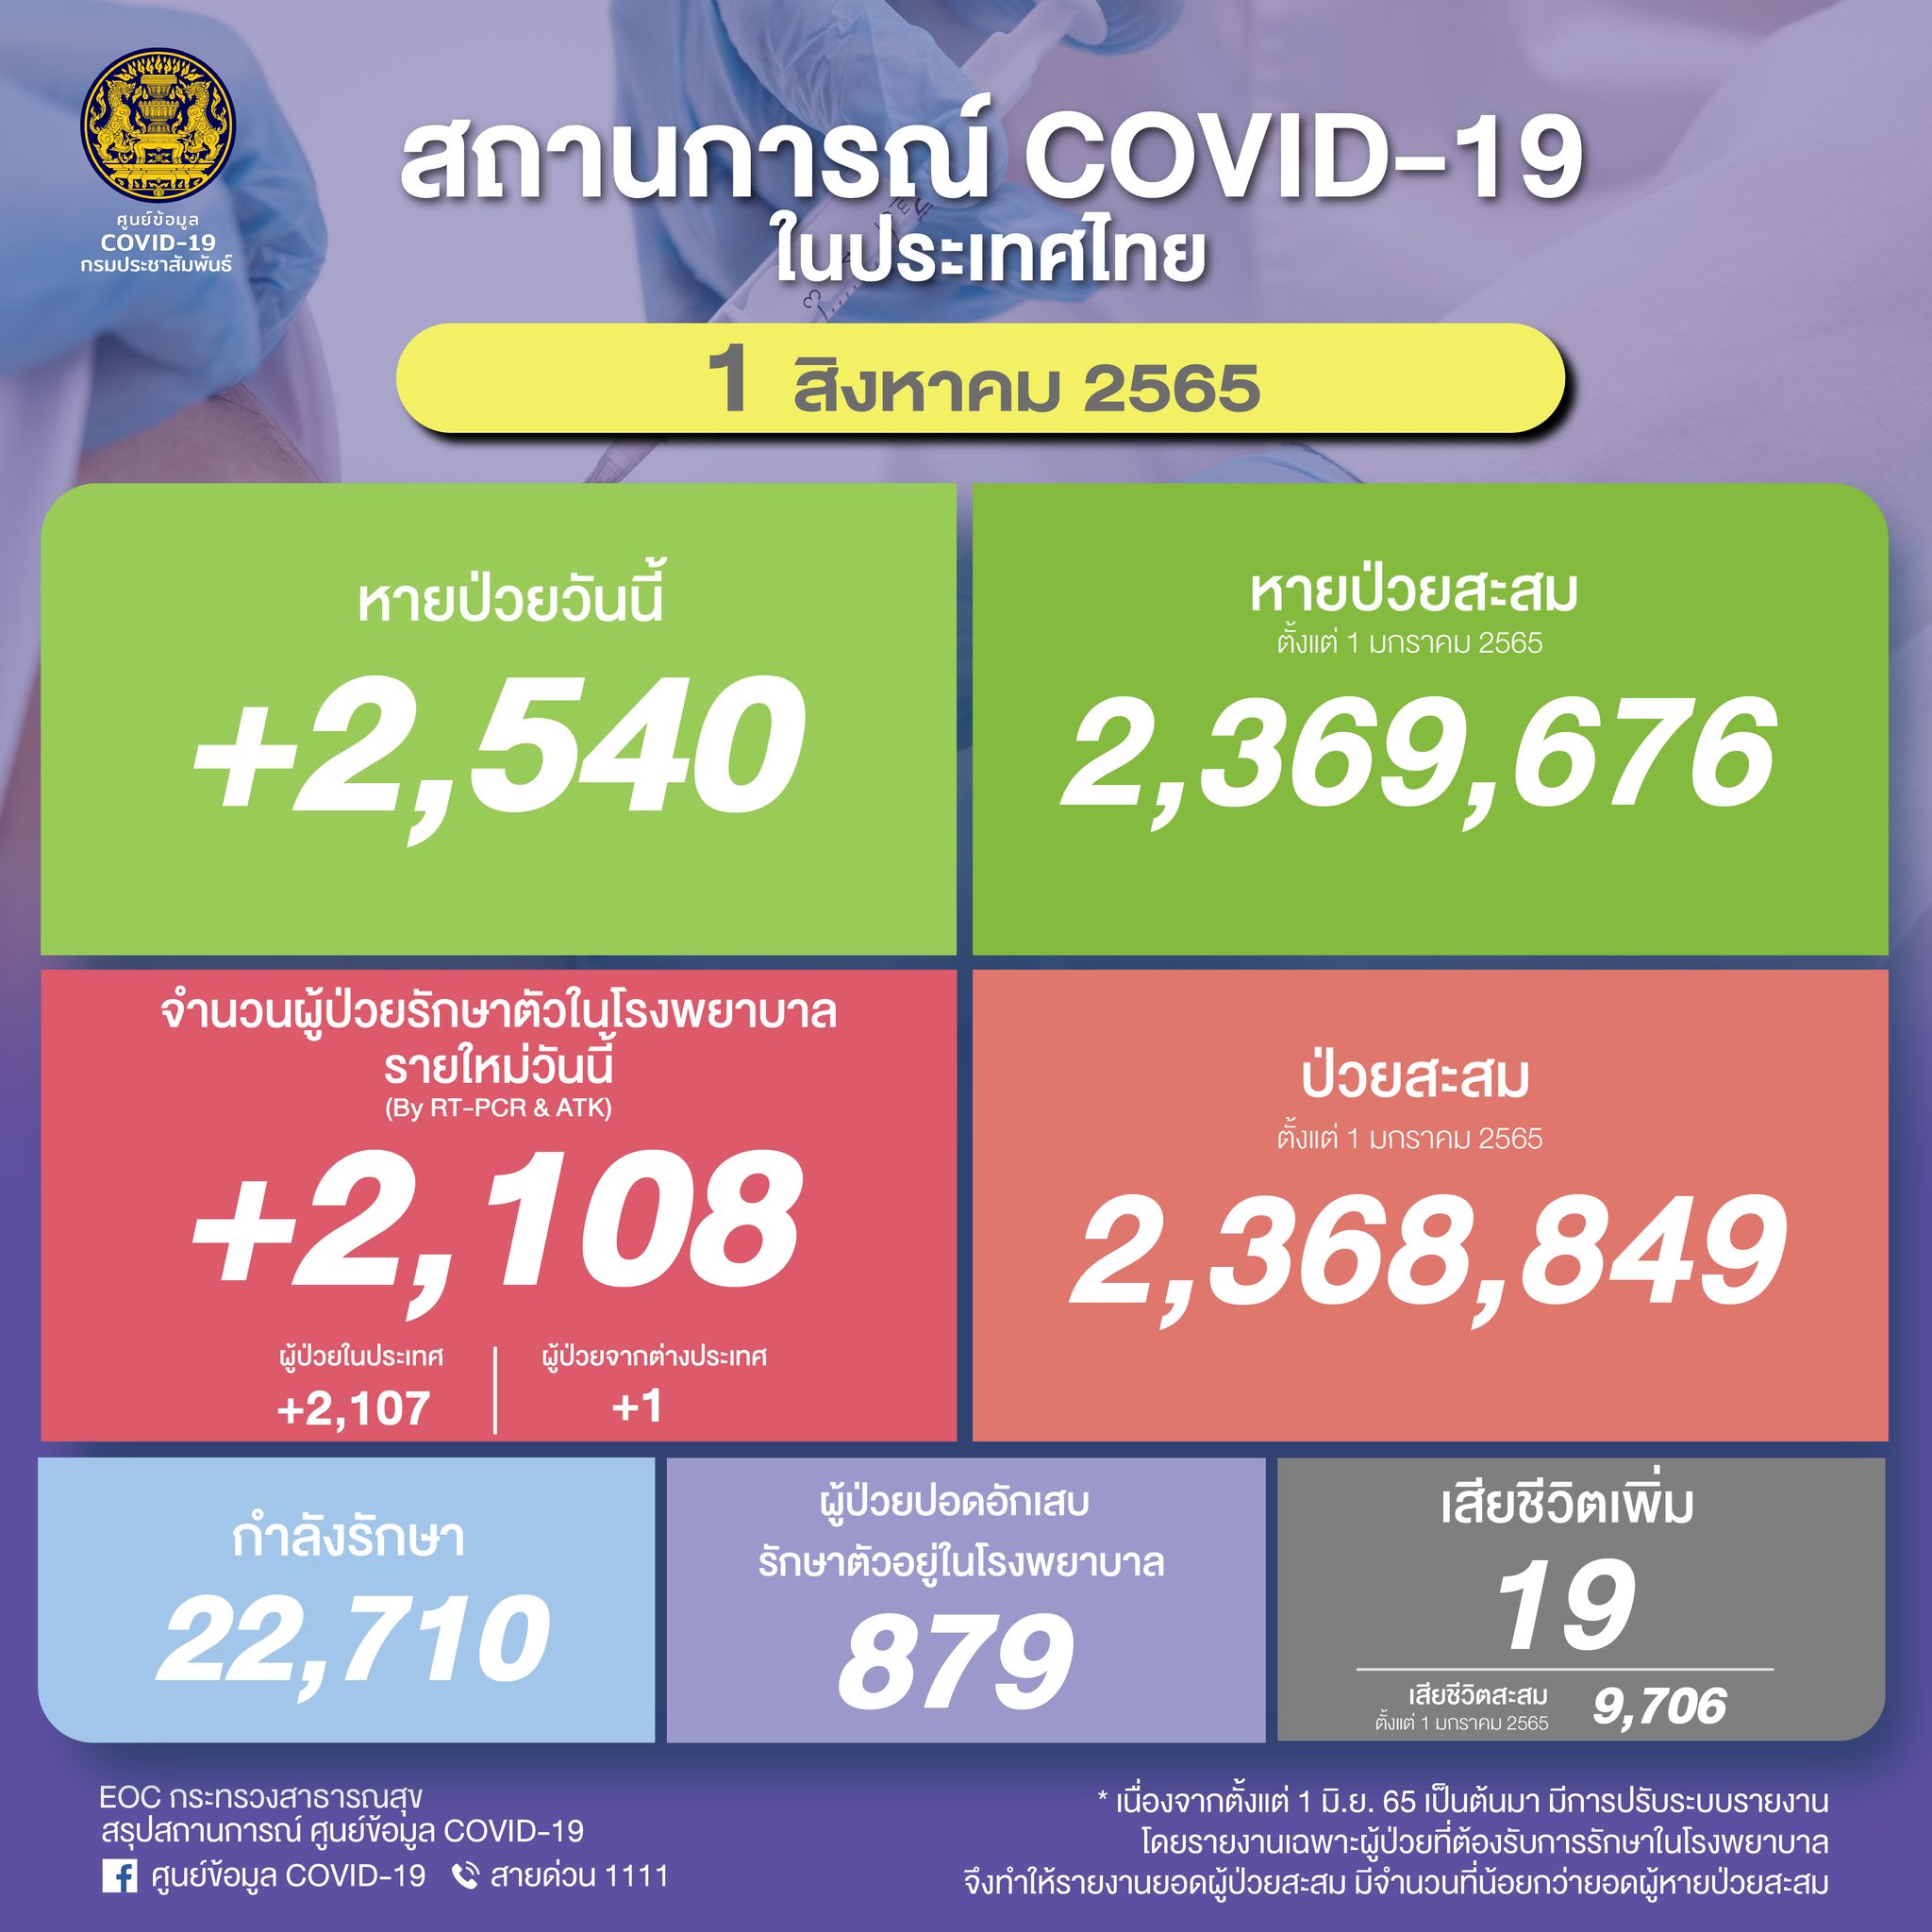 ศูนย์ข้อมูล
COVID-19
กรมประชาสัมพันธ์
สถานการณ์ COVID-19
ในประเทศไทย
1 สิงหาคม 2565
หายป่วยวันนี้
+2,540
หายป่วยสะสม
ตั้งแต่ 1 มกราคม 2565
2,369,676
จำนวนผู้ป่วยรักษาตัวในโรงพยาบาล
รายใหม่วันนี้
(By RT-PCR & ATK)
+2,108
ผู้ป่วยในประเทศ
+2,107
ผู้ป่วยจากต่างประเทศ
+1
ป่วยสะสม
ตั้งแต่ 1 มกราคม 2565
2,368,849
กำลังรักษา
22,710
ผู้ป่วยปอดอักเสบ
รักษาตัวอยู่ในโรงพยาบาล
879
เสียชีวิตเพิ่ม
19
เสียชีวิตสะสม
ตั้งแต่ 1 มกราคม 2565
9,706
EOC กระทรวงสาธารณสุข
สรุปสถานการณ์ ศูนย์ข้อมูล COVID-19
ศูนย์ข้อมูล COVID-19 สายด่วน 1111
* เนื่องจากตั้งแต่ 1 มิ.ย. 65 เป็นต้นมา มีการปรับระบบรายงาน
โดยรายงานเฉพาะผู้ป่วยที่ต้องรับการรักษาในโรงพยาบาล
จึงทำให้รายงานยอดผู้ป่วยสะสม มีจำนวนที่น้อยกว่ายอดผู้หายป่วยสะสม